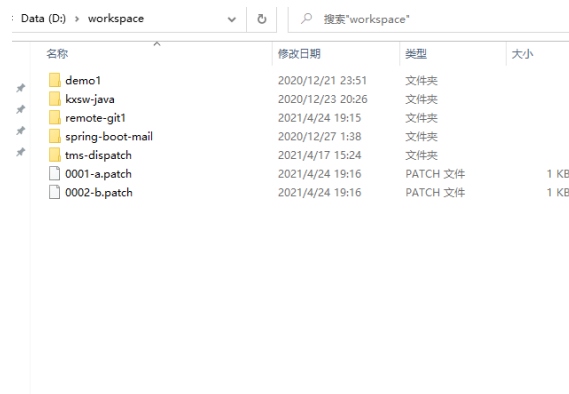 Data (D:) › workspace 搜索"workspace"
名称 修改日期 类型 大小
demo1 2020/12/21 23:51 文件夹
kxsw-java 2020/12/23 20:26 文件夹
remote-git1 2021/4/24 19:15 文件夹
spring-boot-mail 2020/12/27 1:38 文件夹
tms-dispatch 2021/4/17 15:24 文件夹
0001-a.patch 2021/4/24 19:16 PATCH 文件 1 KB
0002-b.patch 2021/4/24 19:16 PATCH 文件 1 KB